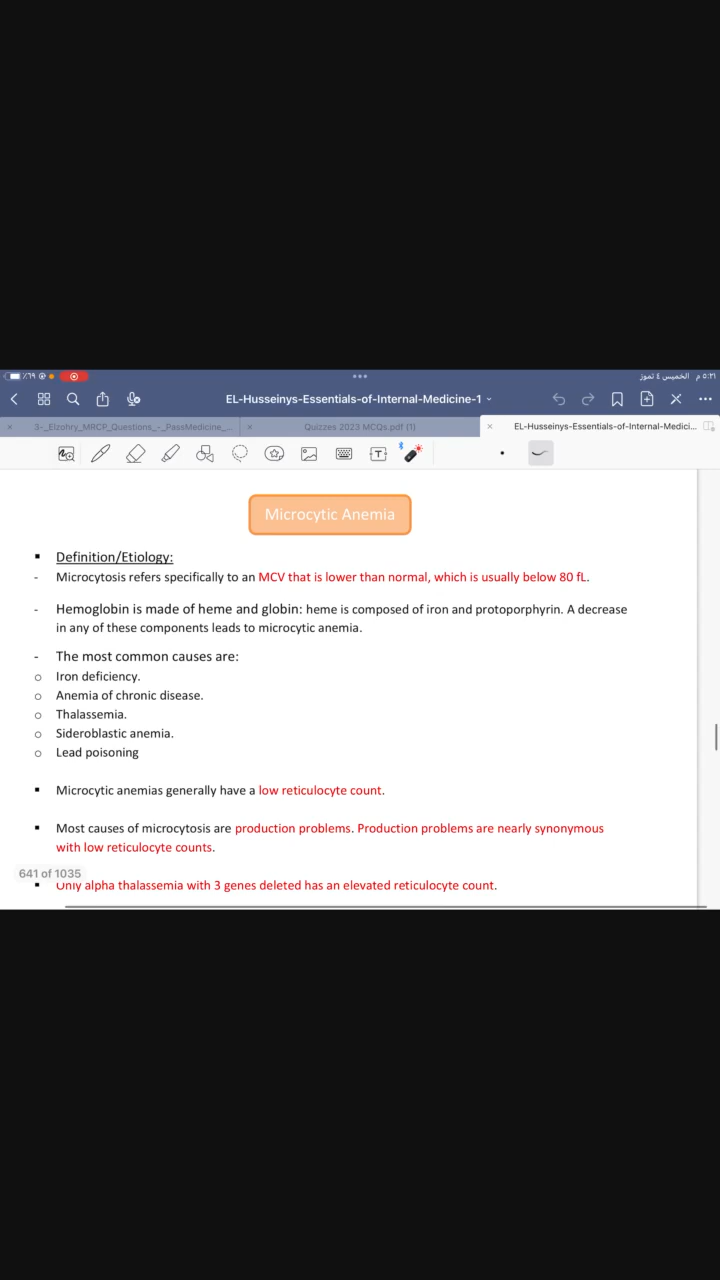 ٪٦٩
٥:٢١ م الخميس ٤ تموز
EL-Husseinys-Essentials-of-Internal-Medicine-1
3-_Elzohry_MRCP_Questions_-_PassMedicine_...
Quizzes 2023 MCQs.pdf (1)
EL-Husseinys-Essentials-of-Internal-Medici...
T
Microcytic Anemia
▪ Definition/Etiology:
- Microcytosis refers specifically to an MCV that is lower than normal, which is usually below 80 fL.
- Hemoglobin is made of heme and globin: heme is composed of iron and protoporphyrin. A decrease
in any of these components leads to microcytic anemia.
- The most common causes are:
o Iron deficiency.
o Anemia of chronic disease.
o Thalassemia.
o Sideroblastic anemia.
o Lead poisoning
▪ Microcytic anemias generally have a low reticulocyte count.
▪ Most causes of microcytosis are production problems. Production problems are nearly synonymous
with low reticulocyte counts.
641 of 1035
▪ Only alpha thalassemia with 3 genes deleted has an elevated reticulocyte count.